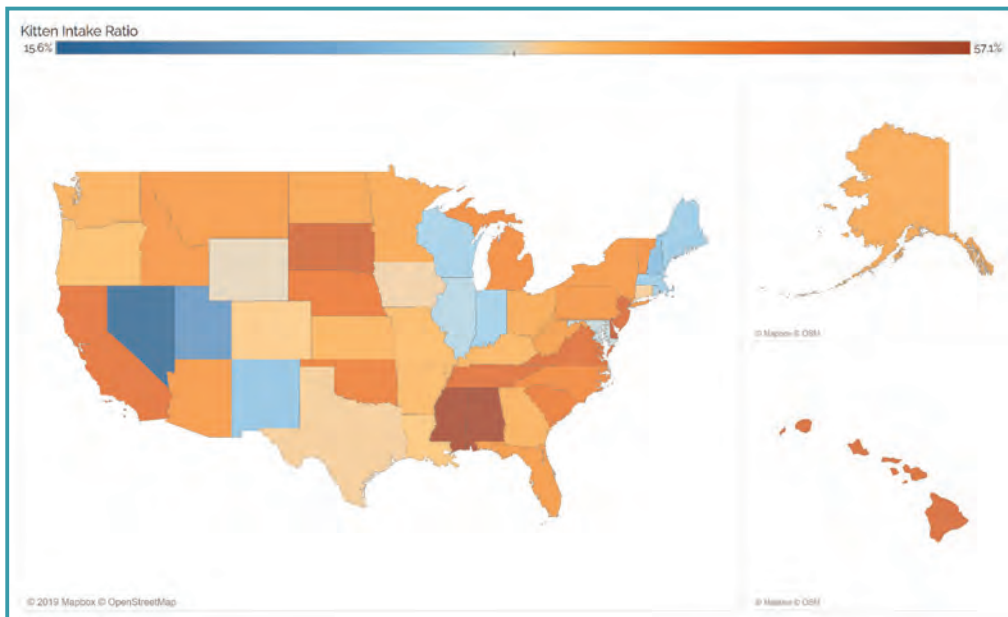 Kitten Intake Ratio
15.6%
57.1%
© Mapbox © OSM
© 2019 Mapbox © OpenStreetMap
© Mapbox © OSM